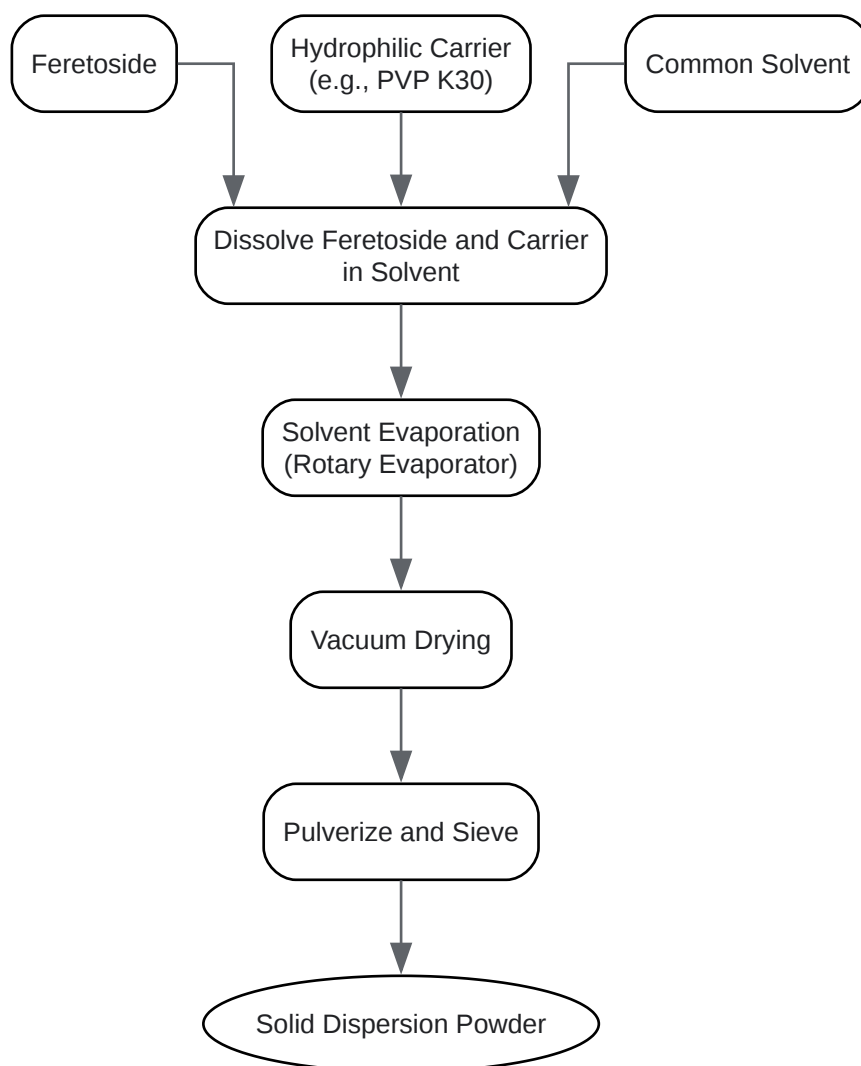 Feretoside
Hydrophilic Carrier
(e.g., PVP K30)
Common Solvent
Dissolve Feretoside and Carrier
in Solvent
Solvent Evaporation
(Rotary Evaporator)
Vacuum Drying
Pulverize and Sieve
Solid Dispersion Powder